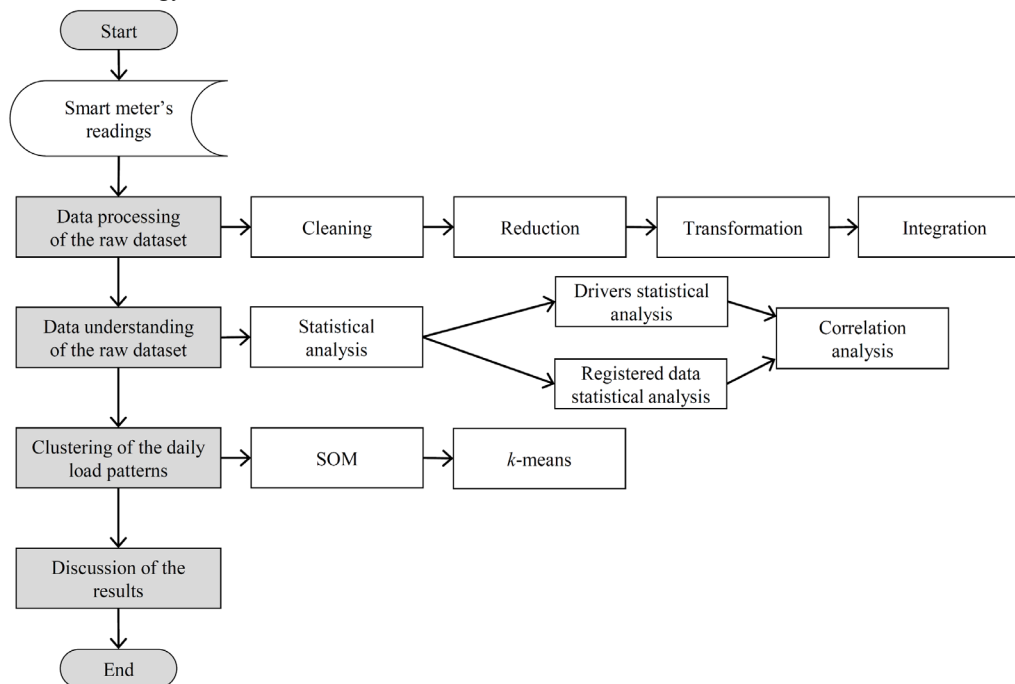 Start
Smart meter's
readings
Data processing
of the raw dataset
Cleaning
Reduction
Transformation
Integration
Data understanding
of the raw dataset
Statistical
analysis
Drivers statistical
analysis
Registered data
statistical analysis
Correlation
analysis
Clustering of the daily
load patterns
SOM
k-means
Discussion of the
results
End